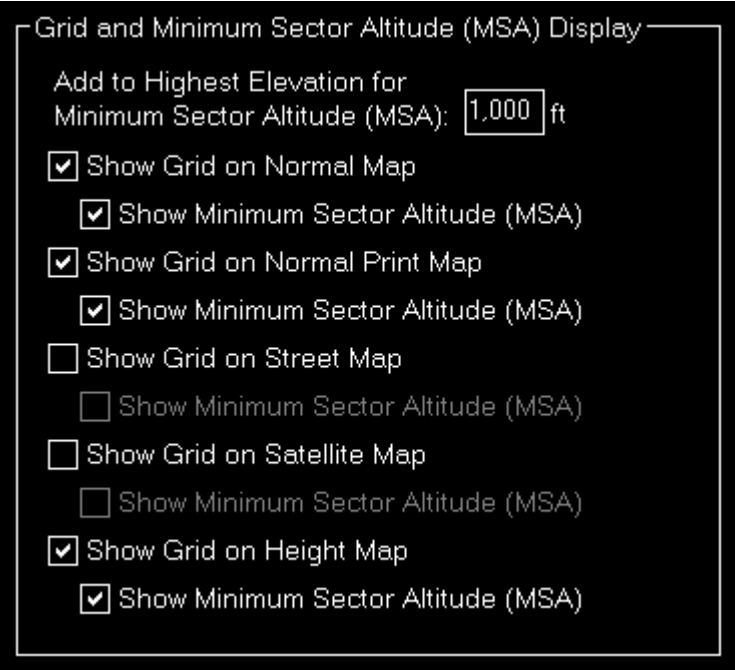 Grid and Minimum Sector Altitude (MSA) Display
Add to Highest Elevation for
Minimum Sector Altitude (MSA): 1,000 ft
Show Grid on Normal Map
Show Minimum Sector Altitude (MSA)
Show Grid on Normal Print Map
Show Minimum Sector Altitude (MSA)
Show Grid on Street Map
Show Minimum Sector Altitude (MSA)
Show Grid on Satellite Map
Show Minimum Sector Altitude (MSA)
Show Grid on Height Map
Show Minimum Sector Altitude (MSA)